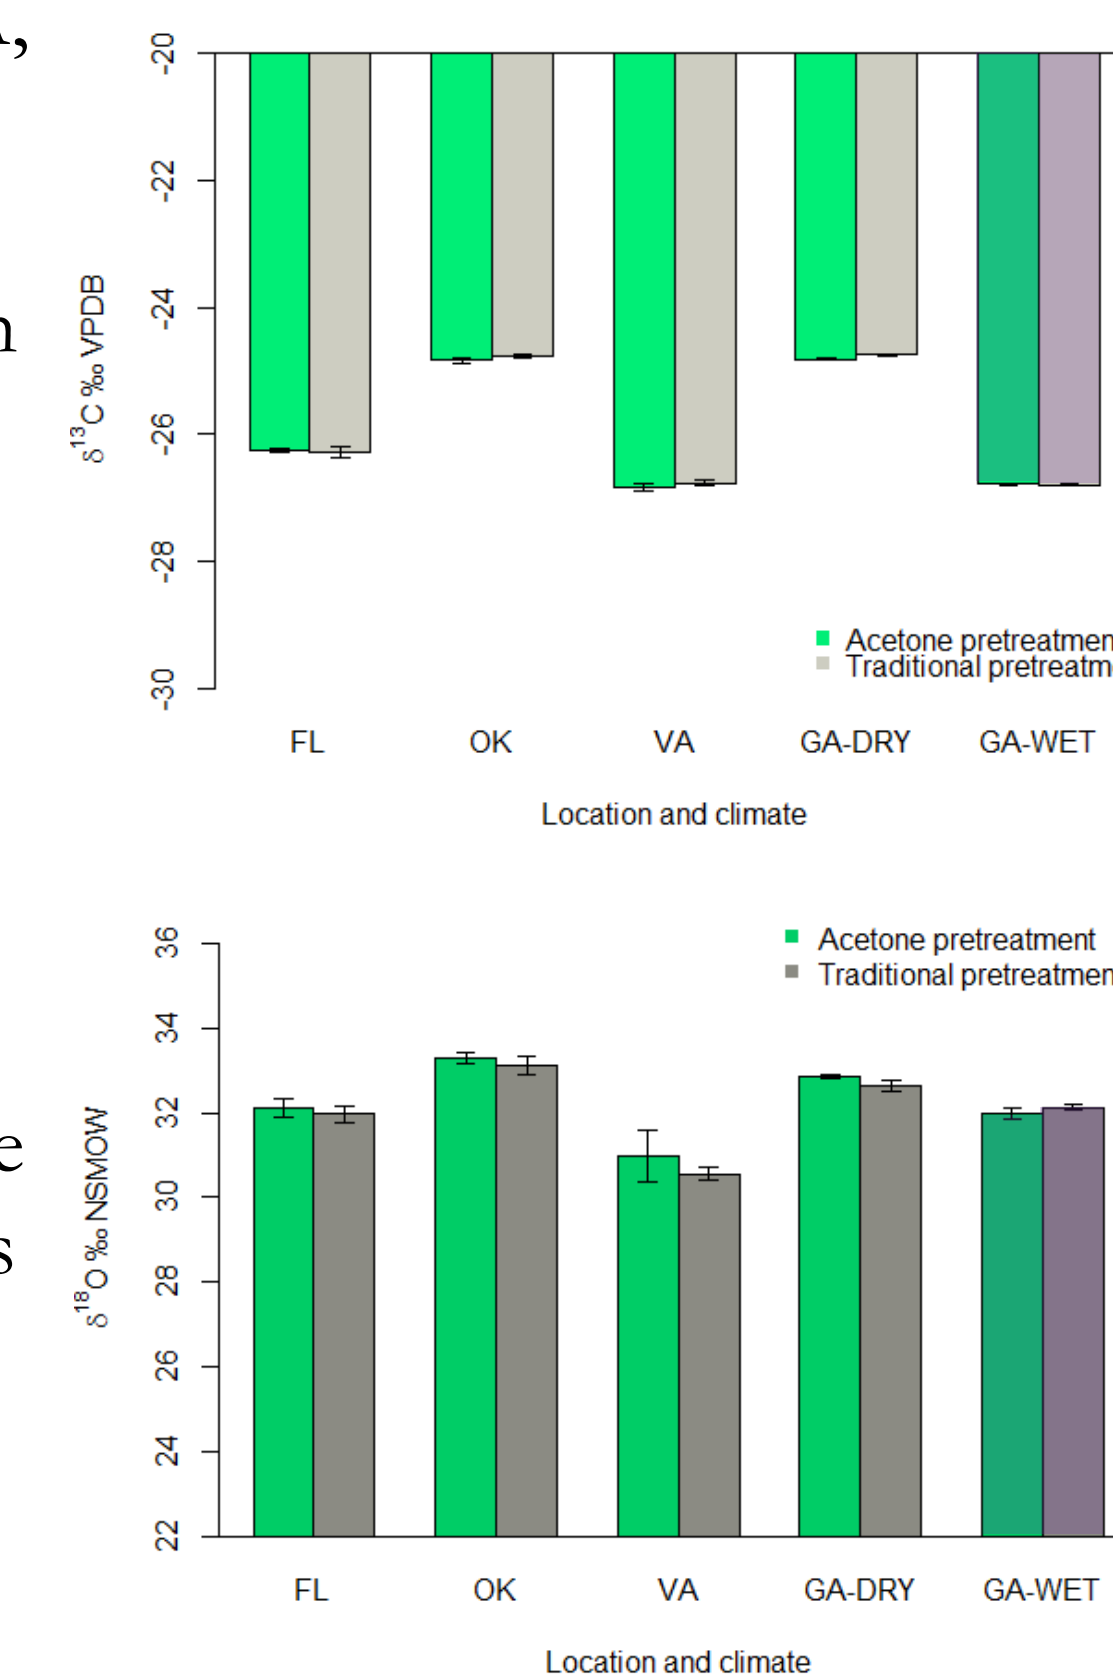 -20
-22
-24
-26
-28
-30
δ13C ‰ VPDB
Acetone pretreatmen
Traditional pretreatm
FL OK VA GA-DRY GA-WET
Location and climate
Acetone pretreatment
Traditional pretreatmen
36
34
32
30
28
26
24
22
δ18O ‰ NSMOW
FL OK VA GA-DRY GA-WET
Location and climate
e
s